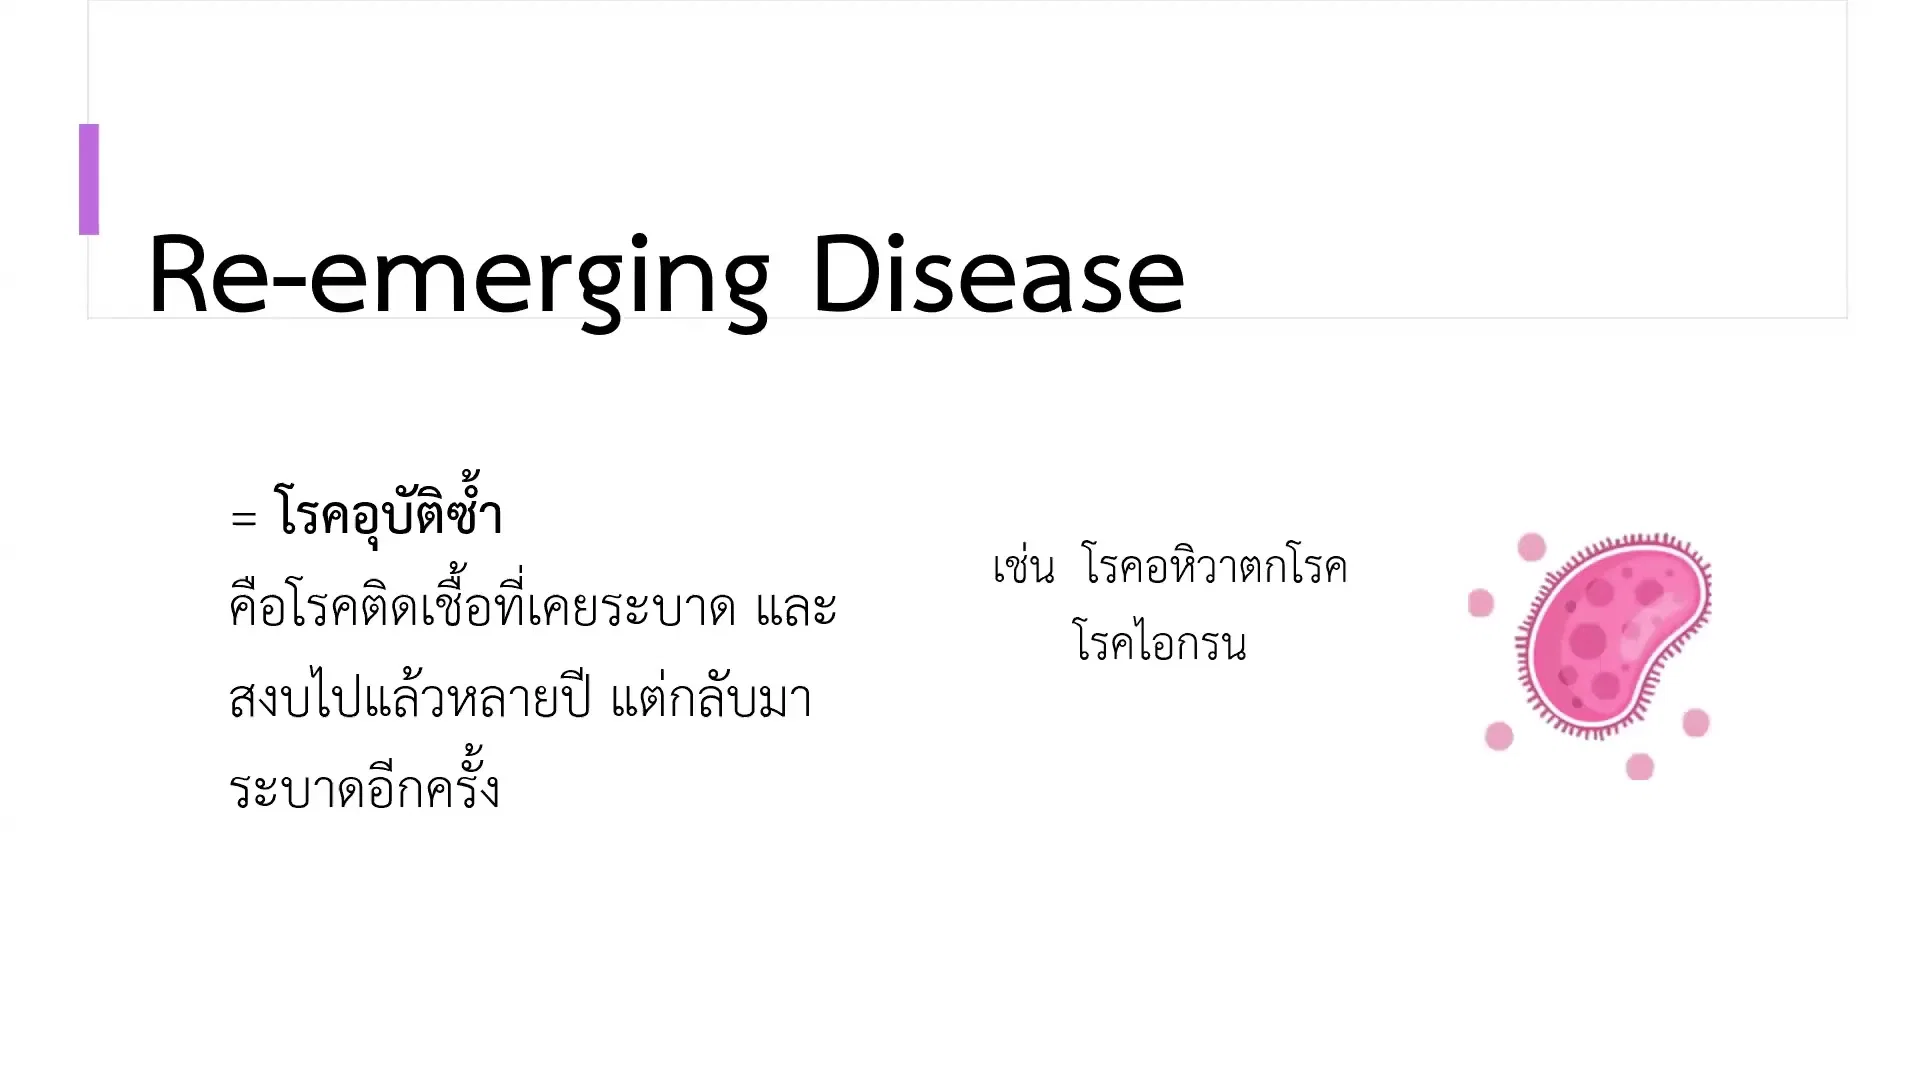 Re-emerging Disease
= โรคอุบัติซ้ำ
คือโรคติดเชื้อที่เคยระบาด และ
สงบไปแล้วหลายปี แต่กลับมา
ระบาดอีกครั้ง
เช่น โรคอหิวาตกโรค
โรคไอกรน